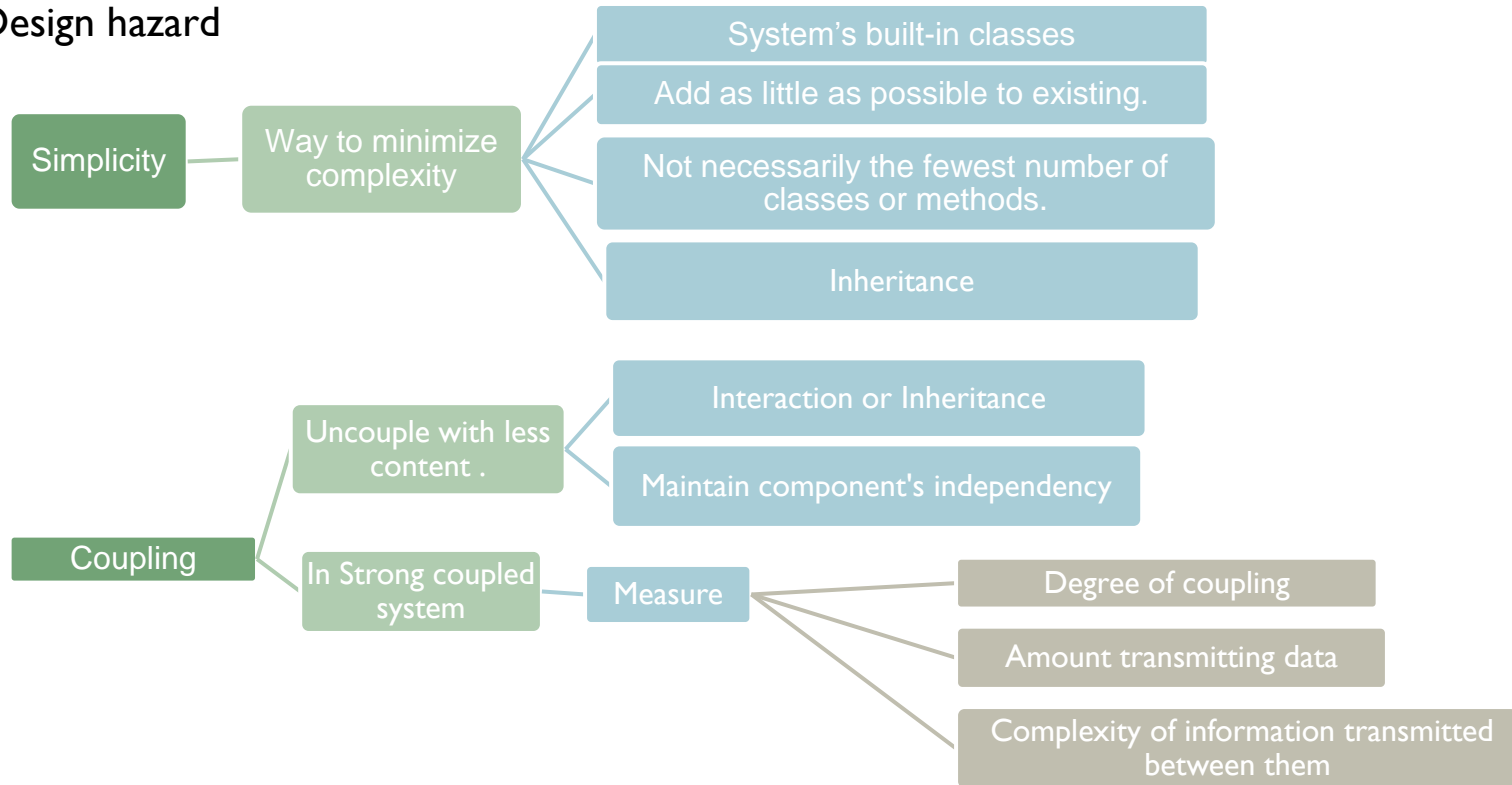 Design hazard
Simplicity
Way to minimize
complexity
System's built-in classes
Add as little as possible to existing.
Not necessarily the fewest number of
classes or methods.
Inheritance
Coupling
Uncouple with less
content .
Interaction or Inheritance
Maintain component's independency
In Strong coupled
system
Measure
Degree of coupling
Amount transmitting data
Complexity of information transmitted
between them